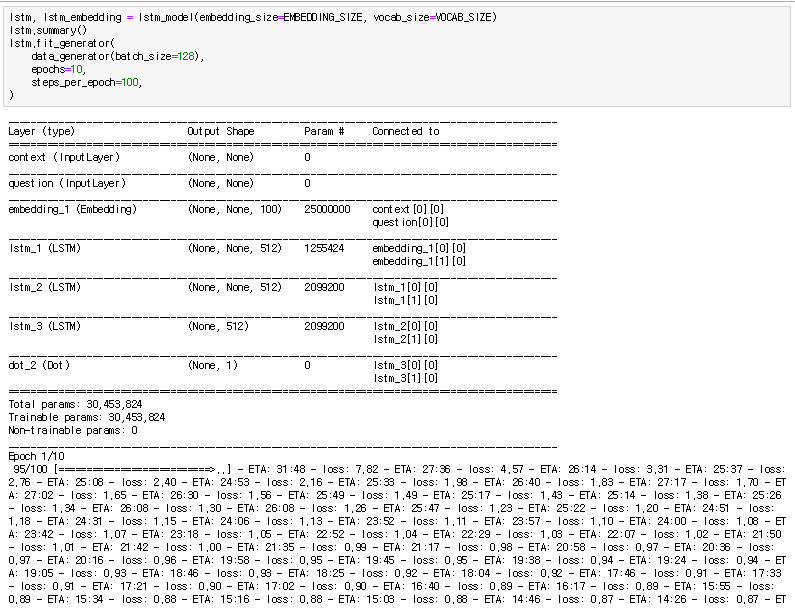 lstm, lstm_embedding = lstm_model(embedding_size=EMBEDDING_SIZE, vocab_size=VOCAB_SIZE)
lstm.summary()
lstm.fit_generator(
    data_generator(batch_size=128),
    epochs=10,
    steps_per_epoch=100,
)
Layer (type) Output Shape Param # Connected to
context (InputLayer) (None, None) 0
question (InputLayer) (None, None) 0
embedding_1 (Embedding) (None, None, 100) 25000000 context[0][0]
question[0][0]
lstm_1 (LSTM) (None, None, 512) 1255424 embedding_1[0][0]
embedding_1[1][0]
lstm_2 (LSTM) (None, None, 512) 2099200 lstm_1[0][0]
lstm_1[1][0]
lstm_3 (LSTM) (None, 512) 2099200 lstm_2[0][0]
lstm_2[1][0]
dot_2 (Dot) (None, 1) 0 lstm_3[0][0]
lstm_3[1][0]
Total params: 30,453,824
Trainable params: 30,453,824
Non-trainable params: 0
Epoch 1/10
95/100 [=======================>..] - ETA: 31:48 - loss: 7.82 - ETA: 27:36 - loss: 4.57 - ETA: 26:14 - loss: 3.31 - ETA: 25:37 - loss:
2.76 - ETA: 25:08 - loss: 2.40 - ETA: 24:53 - loss: 2.16 - ETA: 25:33 - loss: 1.98 - ETA: 26:40 - loss: 1.83 - ETA: 27:17 - loss: 1.70 - ET
A: 27:02 - loss: 1.65 - ETA: 26:30 - loss: 1.56 - ETA: 25:49 - loss: 1.49 - ETA: 25:17 - loss: 1.43 - ETA: 25:14 - loss: 1.38 - ETA: 25:26
- loss: 1.34 - ETA: 26:08 - loss: 1.30 - ETA: 26:08 - loss: 1.26 - ETA: 25:47 - loss: 1.23 - ETA: 25:22 - loss: 1.20 - ETA: 24:51 - loss:
1.18 - ETA: 24:31 - loss: 1.15 - ETA: 24:06 - loss: 1.13 - ETA: 23:52 - loss: 1.11 - ETA: 23:57 - loss: 1.10 - ETA: 24:00 - loss: 1.08 - ET
A: 23:42 - loss: 1.07 - ETA: 23:18 - loss: 1.05 - ETA: 22:52 - loss: 1.04 - ETA: 22:29 - loss: 1.03 - ETA: 22:07 - loss: 1.02 - ETA: 21:50
- loss: 1.01 - ETA: 21:42 - loss: 1.00 - ETA: 21:35 - loss: 0.99 - ETA: 21:17 - loss: 0.98 - ETA: 20:58 - loss: 0.97 - ETA: 20:36 - loss:
0.97 - ETA: 20:16 - loss: 0.96 - ETA: 19:58 - loss: 0.95 - ETA: 19:45 - loss: 0.95 - ETA: 19:38 - loss: 0.94 - ETA: 19:24 - loss: 0.94 - ET
A: 19:05 - loss: 0.93 - ETA: 18:46 - loss: 0.93 - ETA: 18:25 - loss: 0.92 - ETA: 18:04 - loss: 0.92 - ETA: 17:46 - loss: 0.91 - ETA: 17:33
- loss: 0.91 - ETA: 17:21 - loss: 0.90 - ETA: 17:02 - loss: 0.90 - ETA: 16:40 - loss: 0.89 - ETA: 16:17 - loss: 0.89 - ETA: 15:55 - loss:
0.89 - ETA: 15:34 - loss: 0.88 - ETA: 15:16 - loss: 0.88 - ETA: 15:03 - loss: 0.88 - ETA: 14:46 - loss: 0.87 - ETA: 14:26 - loss: 0.87 - ET